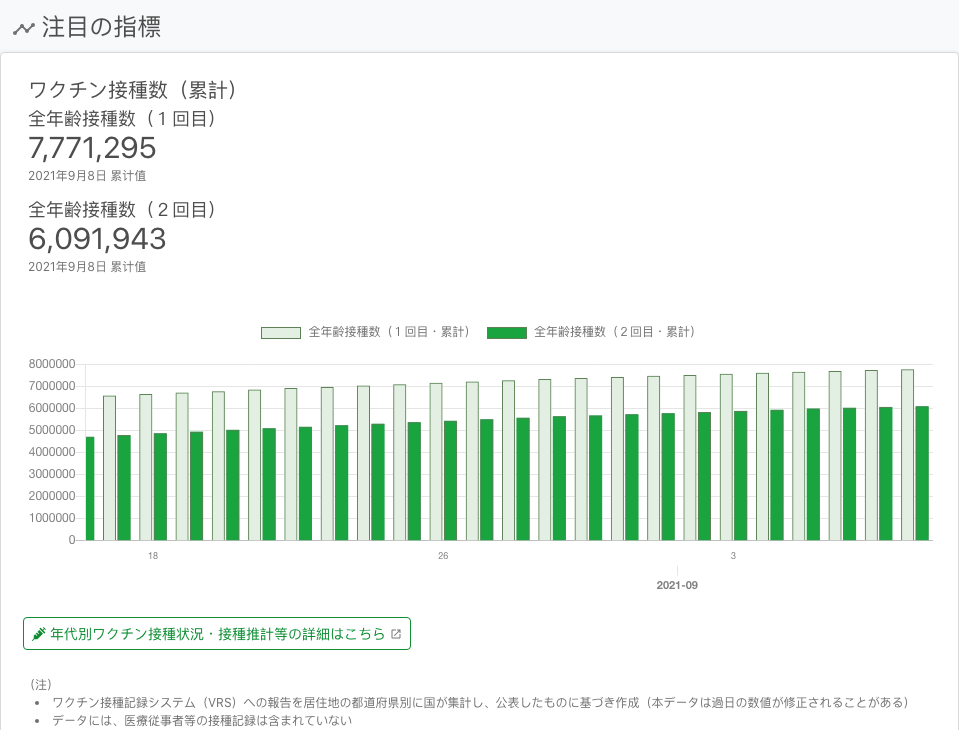 注目の指標
ワクチン接種数（累計）
全年齢接種数（１回目）
7,771,295
2021年9月8日 累计值
全年齢接種数（２回目）
6,091,943
2021年9月8日 累计值
全年齢接種数（１回目・累計） 全年齢接種数（２回目・累計）
8000000
7000000
6000000
5000000
4000000
3000000
2000000
1000000
0
18 26 3
2021-09
年代別ワクチン接種状況・接種推計等の詳細はこちら
（注）
• ワクチン接種記録システム（VRS）への報告を居住地の都道府県別に国が集計し、公表したものに基づき作成（本データは過日の数値が修正されることがある）
• データには、医療従事者等の接種記録は含まれていない